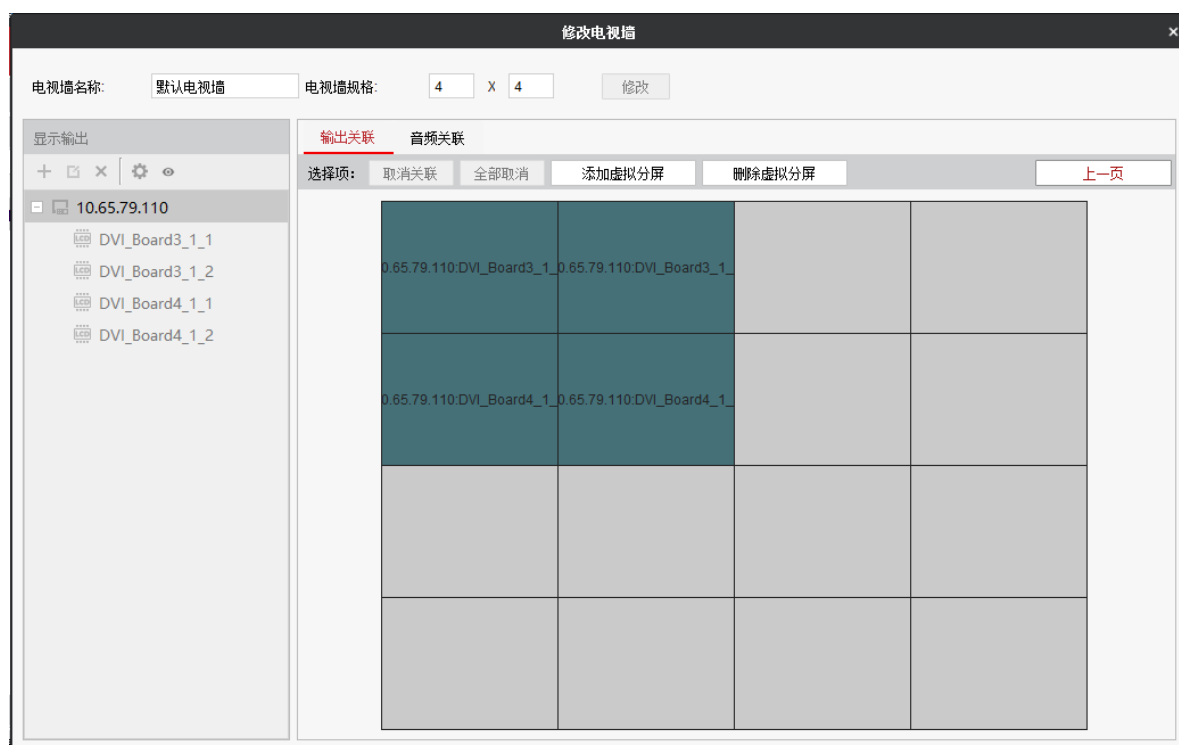 修改电视墙
电视墙名称: 默认电视墙 电视墙规格: 4 X 4 修改
显示输出
输出关联 音频关联
选择项: 取消关联 全部取消 添加虚拟分屏 删除虚拟分屏 上一页
10.65.79.110
DVI_Board3_1_1
DVI_Board3_1_2
DVI_Board4_1_1
DVI_Board4_1_2
0.65.79.110:DVI_Board3_1_ 0.65.79.110:DVI_Board3_1_
0.65.79.110:DVI_Board4_1_ 0.65.79.110:DVI_Board4_1_